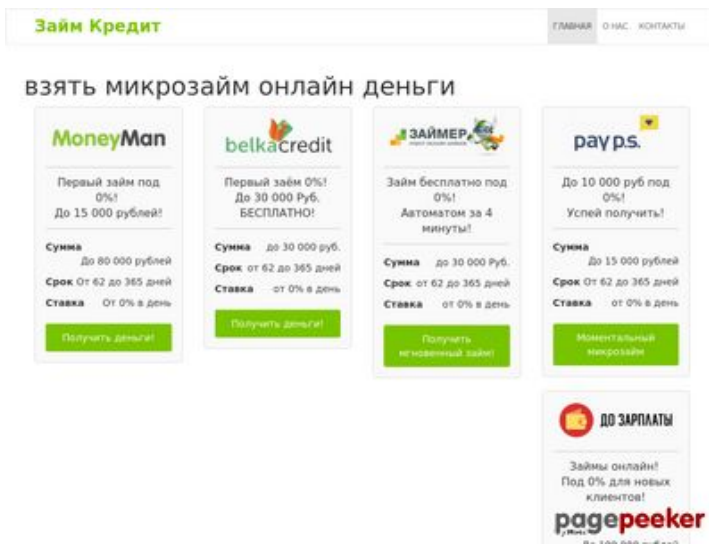 Займ Кредит
ГЛАВНАЯ О НАС КОНТАКТЫ
взять микрозайм онлайн деньги
MoneyMan
Первый займ под
0%!
До 15 000 рублей!
Сумма
До 80 000 рублей
Срок От 62 до 365 дней
Ставка От 0% в день
Получить деньги!
belkacredit
Первый заём 0%!
До 30 000 Руб.
БЕСПЛАТНО!
Сумма до 30 000 руб.
Срок от 62 до 365 дней
Ставка от 0% в день
Получить деньги!
ЗАЙМЕР
Займ бесплатно под
0%!
Автоматом за 4
минуты!
Сумма до 30 000 Руб.
Срок от 62 до 365 дней
Ставка от 0% в день
Получить
мгновенный займ!
pay p.s.
До 10 000 руб под
0%!
Успей получить!
Сумма
До 15 000 рублей
Срок От 62 до 365 дней
Ставка от 0% в день
Моментальный
микрозайм
ДО ЗАРПЛАТЫ
Займы онлайн!
Под 0% для новых
клиентов!
pagepeeker
До 100 000 рублей